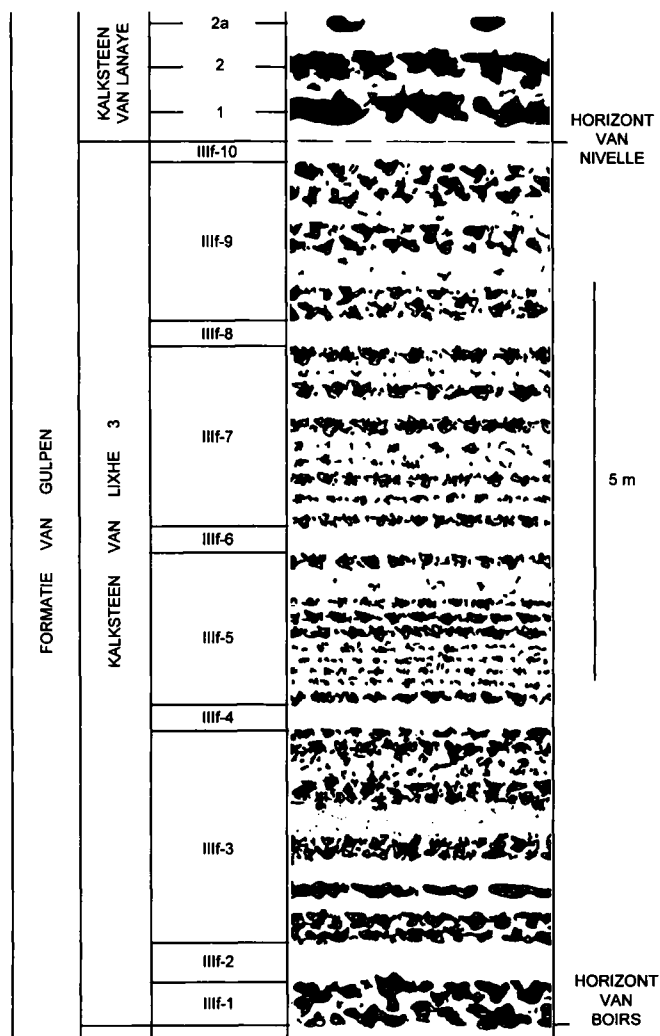 FORMATIE VAN GULPEN
KALKSTEEN
VAN LANAYE
KALKSTEEN VAN LIXHE 3
2a
2
1
IIIf-10
IIIf-9
IIIf-8
IIIf-7
IIIf-6
IIIf-5
IIIf-4
IIIf-3
IIIf-2
IIIf-1
HORIZONT
VAN
NIVELLE
5 m
HORIZONT
VAN
BOIRS